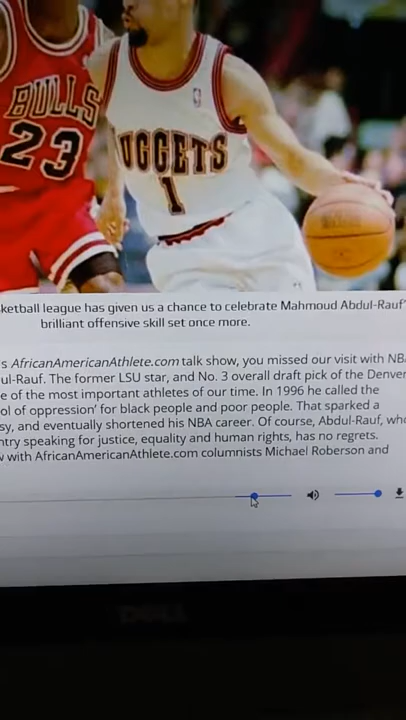 BULLS
23
NUGGETS
1
ketball league has given us a chance to celebrate Mahmoud Abdul-Rauf'
brilliant offensive skill set once more.
s AfricanAmericanAthlete.com talk show, you missed our visit with NB
ul-Rauf. The former LSU star, and No. 3 overall draft pick of the Denver
e of the most important athletes of our time. In 1996 he called the
ol of oppression' for black people and poor people. That sparked a
sy, and eventually shortened his NBA career. Of course, Abdul-Rauf, who
ntry speaking for justice, equality and human rights, has no regrets.
w with AfricanAmericanAthlete.com columnists Michael Roberson and
DELL